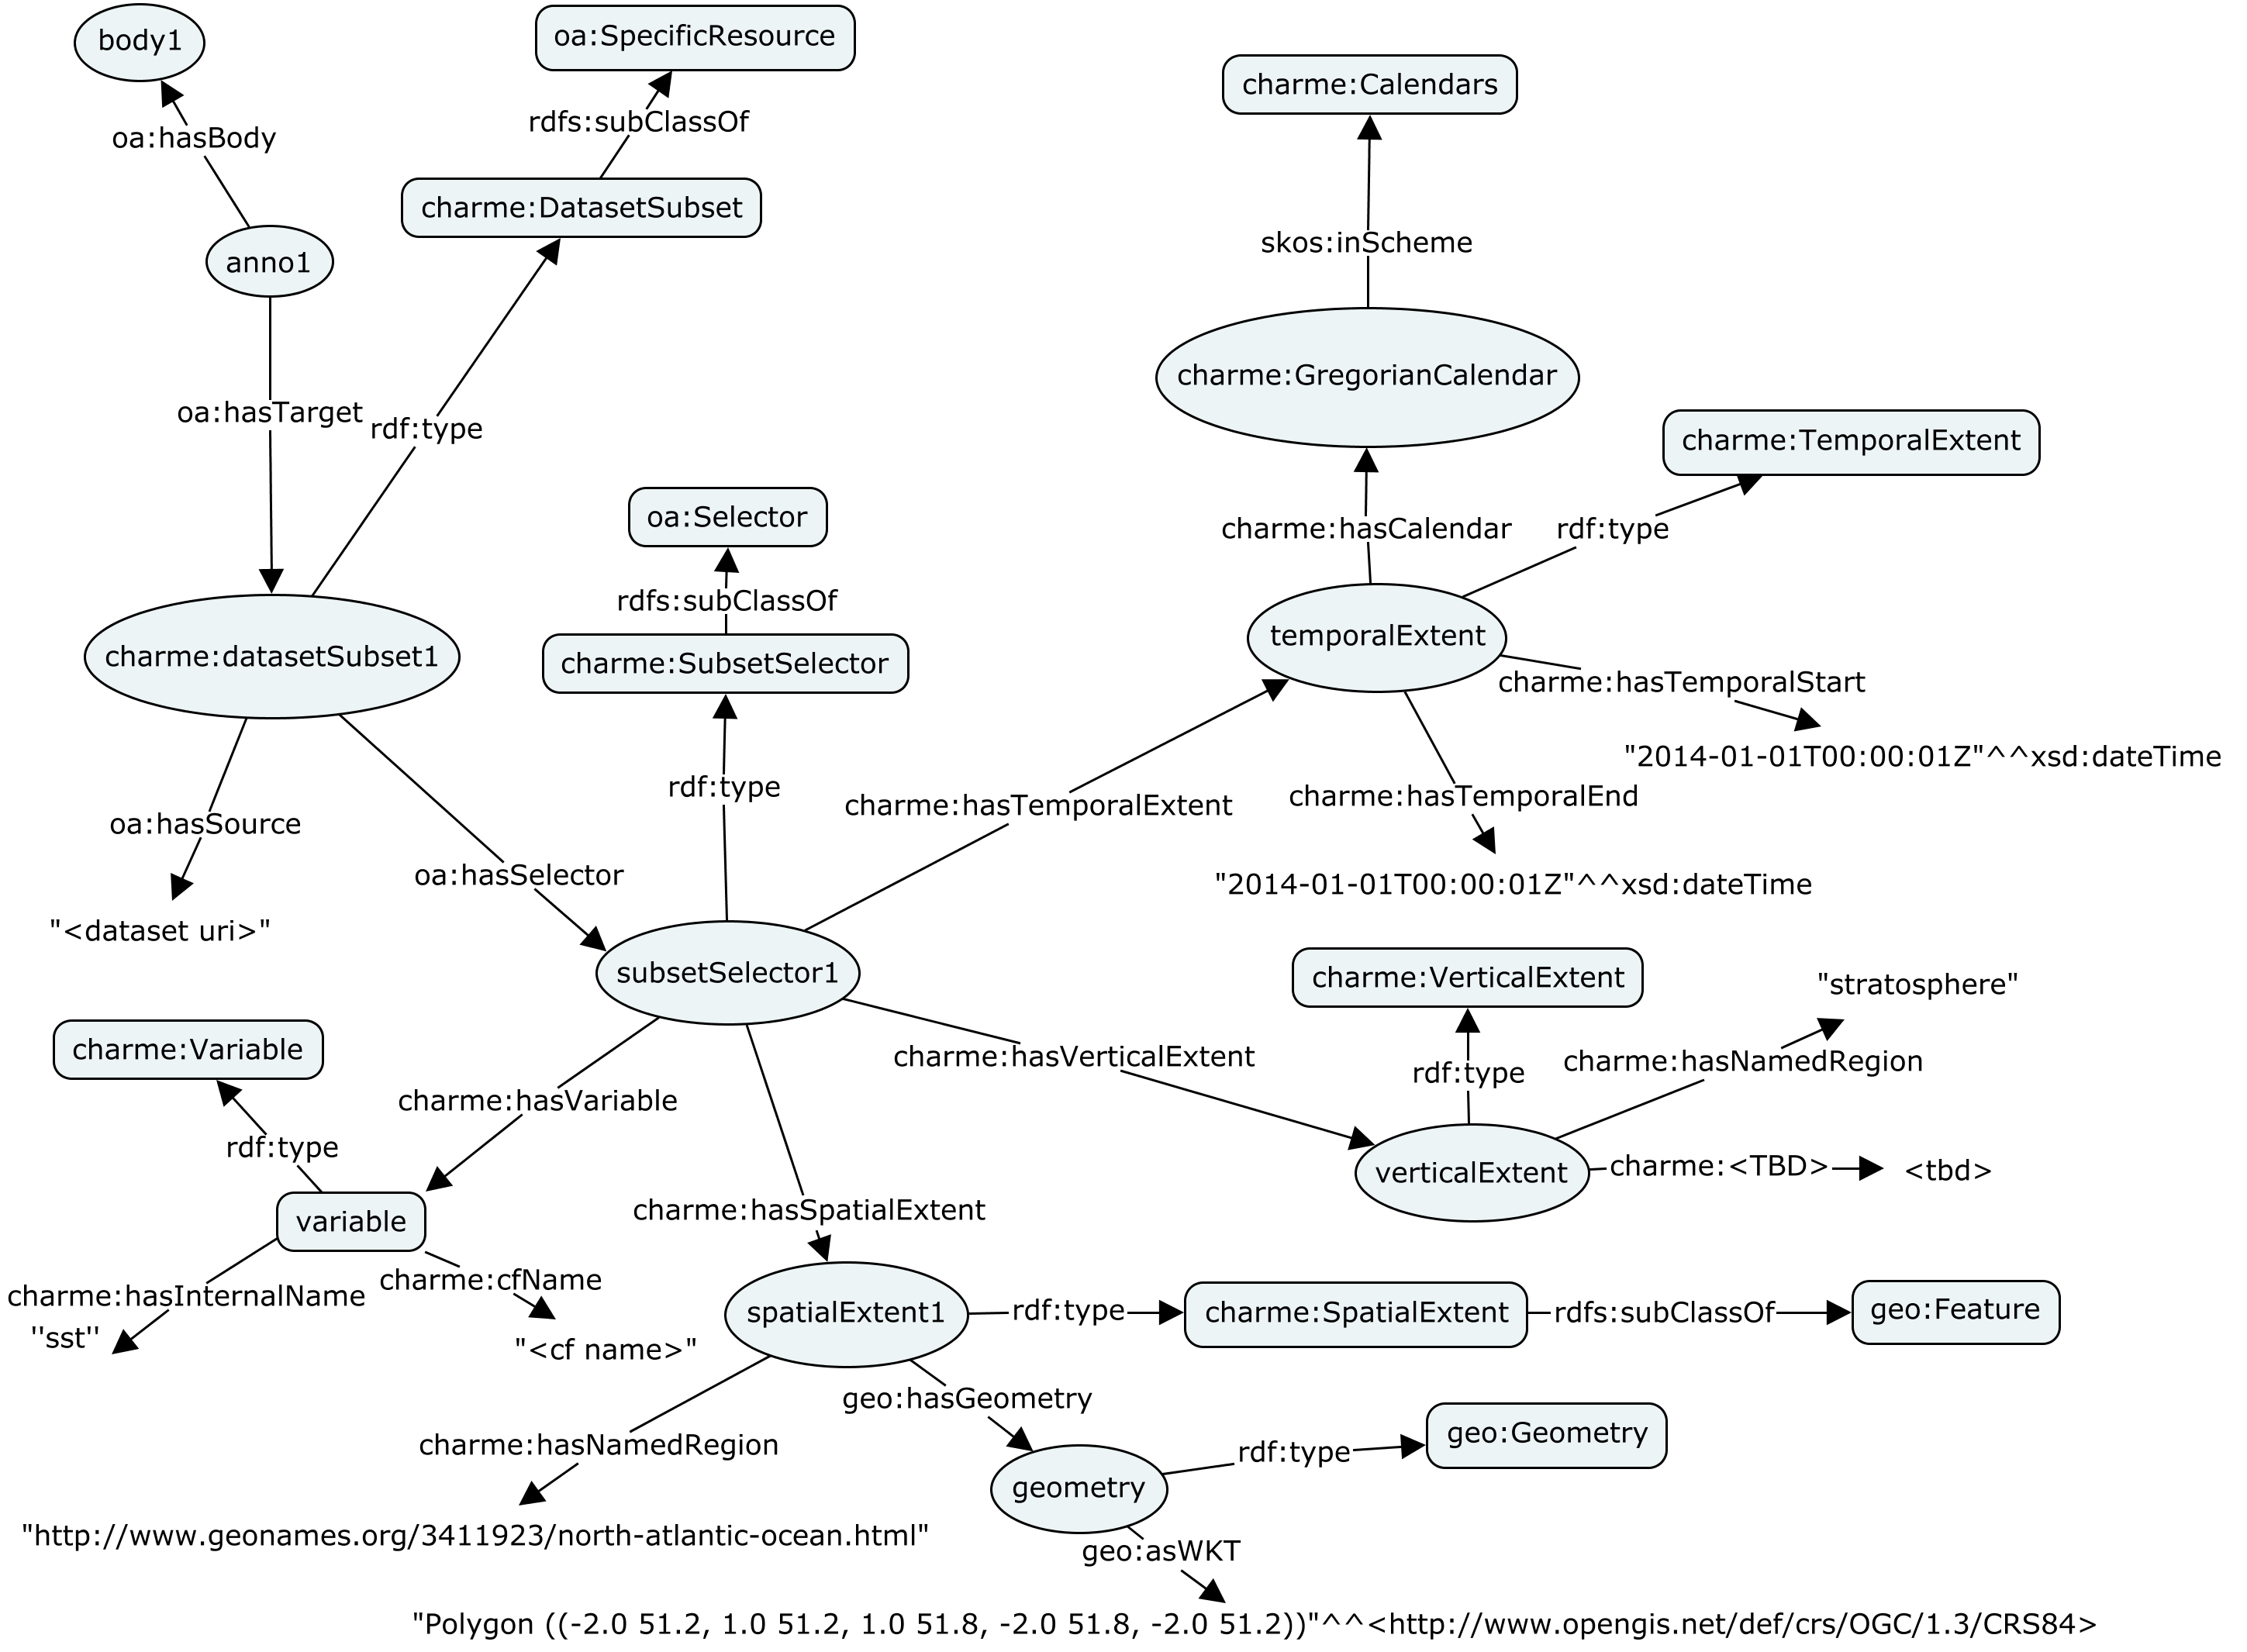 body1
oa:SpecificResource
charme:Calendars
oa:hasBody
rdfs:subClassOf
charme:DatasetSubset
skos:inScheme
anno1
charme:GregorianCalendar
oa:hasTarget
rdf:type
charme:TemporalExtent
oa:Selector
charme:hasCalendar
rdf:type
rdfs:subClassOf
temporalExtent
charme:datasetSubset1
charme:SubsetSelector
charme:hasTemporalStart
"2014-01-01T00:00:01Z"^^xsd:dateTime
rdf:type
charme:hasTemporalExtent
charme:hasTemporalEnd
oa:hasSource
oa:hasSelector
"2014-01-01T00:00:01Z"^^xsd:dateTime
"<dataset uri>"
subsetSelector1
charme:VerticalExtent
"stratosphere"
charme:Variable
charme:hasVerticalExtent
rdf:type
charme:hasNamedRegion
charme:hasVariable
rdf:type
verticalExtent
charme:<TBD>
<tbd>
variable
charme:hasSpatialExtent
charme:hasInternalName
charme:cfName
''sst''
"<cf name>"
spatialExtent1
rdf:type
charme:SpatialExtent
rdfs:subClassOf
geo:Feature
geo:hasGeometry
charme:hasNamedRegion
rdf:type
geo:Geometry
geometry
"http://www.geonames.org/3411923/north-atlantic-ocean.html"
geo:asWKT
"Polygon ((-2.0 51.2, 1.0 51.2, 1.0 51.8, -2.0 51.8, -2.0 51.2))"^^<http://www.opengis.net/def/crs/OGC/1.3/CRS84>